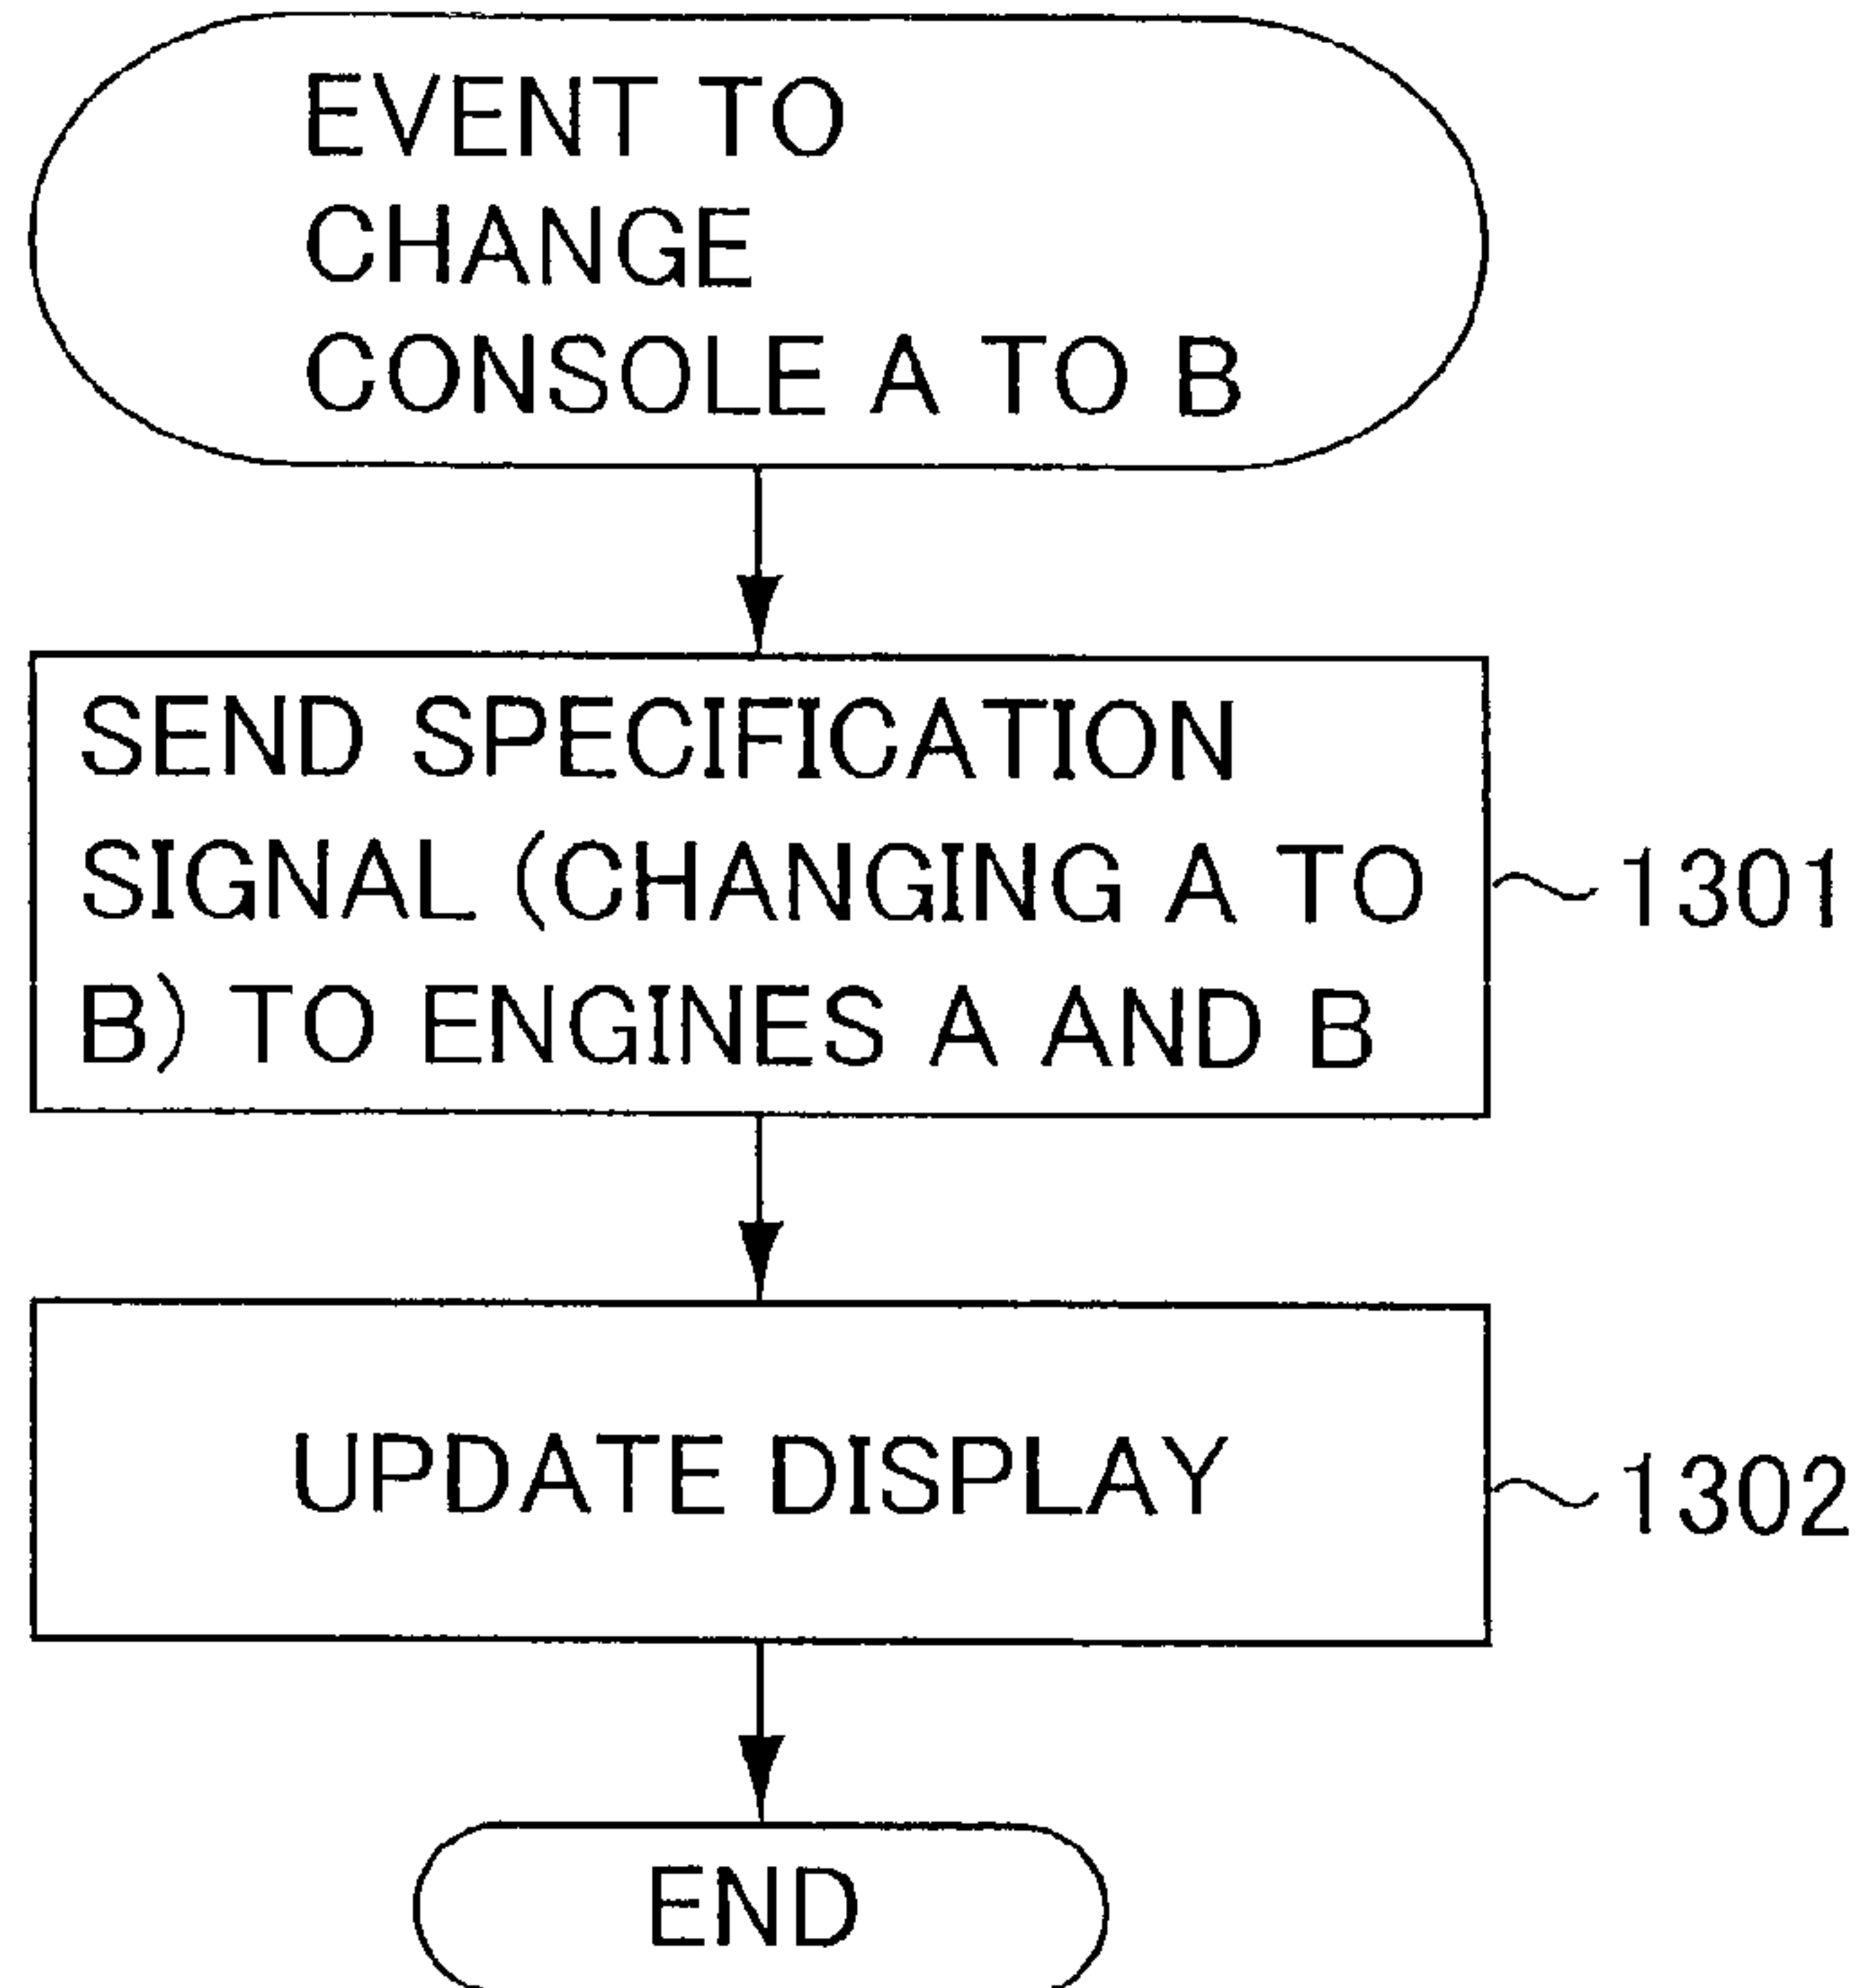 EVENT TO
CHANGE
CONSOLE A TO B
SEND SPECIFICATION
SIGNAL (CHANGING A TO
B) TO ENGINES A AND B
1301
UPDATE DISPLAY
1302
END